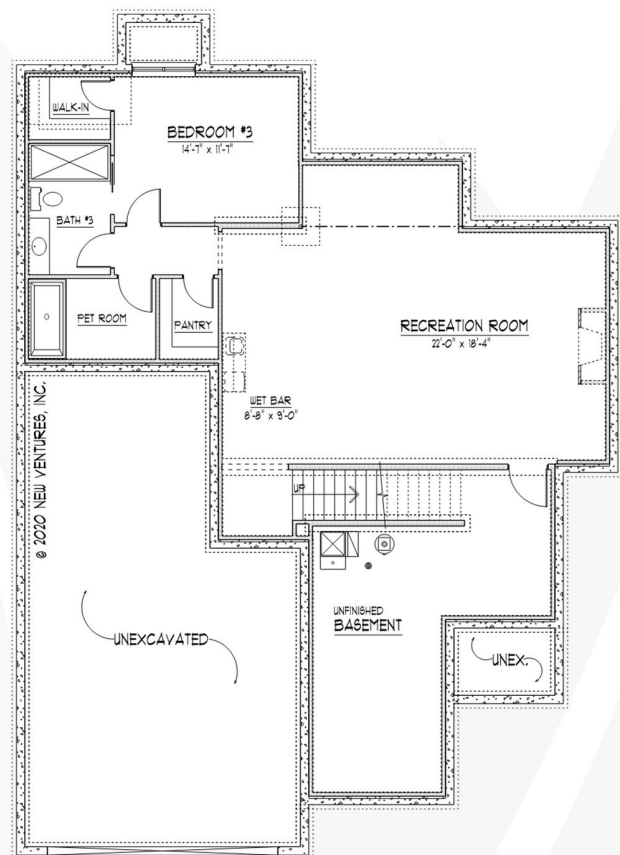 WALK-IN
BEDROOM #3
14'-7" x 11'-7"
BATH #3
PET ROOM
PANTRY
RECREATION ROOM
22'-0" x 18'-4"
WET BAR
8'-8" x 9'-0"
© 2020 NEW VENTURES, INC.
UP
UNFINISHED
BASEMENT
UNEXCAVATED
UNEX.